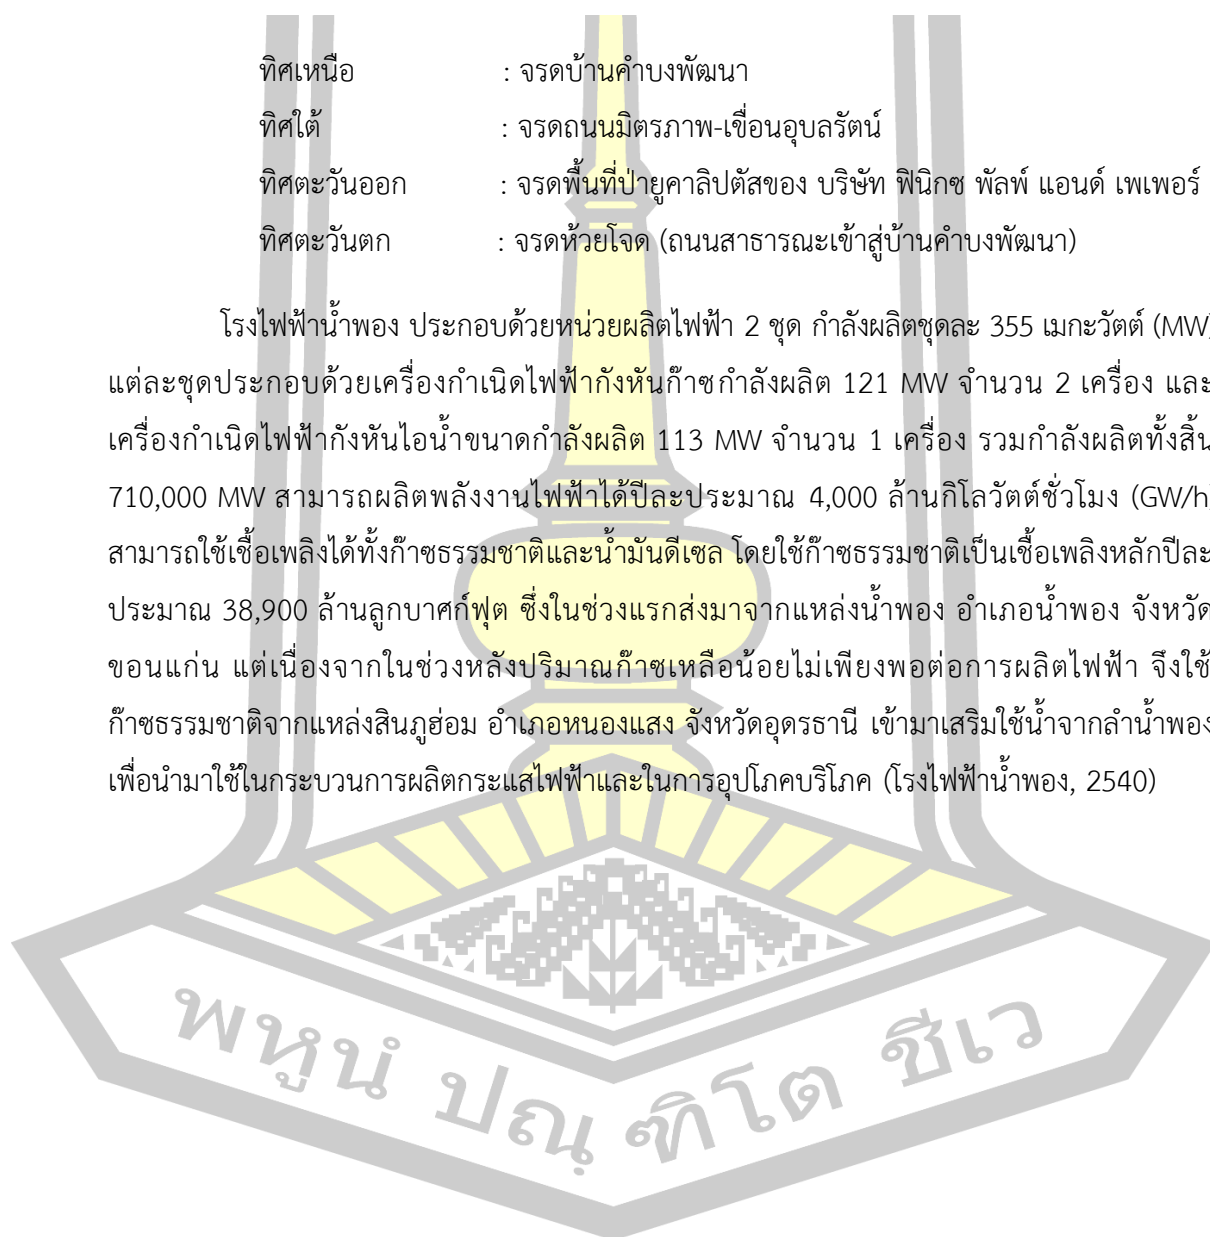 ทิศเหนือ : จรดบ้านคำบงพัฒนา
ทิศใต้ : จรดถนนมิตรภาพ-เขื่อนอุบลรัตน์
ทิศตะวันออก : จรดพื้นที่ป่ายูคาลิปตัสของ บริษัท ฟินิกซ พัลพ์ แอนด์ เพเพอร์
ทิศตะวันตก : จรดห้วยโจด (ถนนสาธารณะเข้าสู่บ้านคำบงพัฒนา)
โรงไฟฟ้าน้ำพอง ประกอบด้วยหน่วยผลิตไฟฟ้า 2 ชุด กำลังผลิตชุดละ 355 เมกะวัตต์ (MW)
แต่ละชุดประกอบด้วยเครื่องกำเนิดไฟฟ้ากังหันก๊าซกำลังผลิต 121 MW จำนวน 2 เครื่อง และ
เครื่องกำเนิดไฟฟ้ากังหันไอน้ำขนาดกำลังผลิต 113 MW จำนวน 1 เครื่อง รวมกำลังผลิตทั้งสิ้น
710,000 MW สามารถผลิตพลังงานไฟฟ้าได้ปีละประมาณ 4,000 ล้านกิโลวัตต์ชั่วโมง (GW/h)
สามารถใช้เชื้อเพลิงได้ทั้งก๊าซธรรมชาติและน้ำมันดีเซล โดยใช้ก๊าซธรรมชาติเป็นเชื้อเพลิงหลักปีละ
ประมาณ 38,900 ล้านลูกบาศก์ฟุต ซึ่งในช่วงแรกส่งมาจากแหล่งน้ำพอง อำเภอน้ำพอง จังหวัด
ขอนแก่น แต่เนื่องจากในช่วงหลังปริมาณก๊าซเหลือน้อยไม่เพียงพอต่อการผลิตไฟฟ้า จึงใช้
ก๊าซธรรมชาติจากแหล่งสินภูฮ่อม อำเภอหนองแสง จังหวัดอุดรธานี เข้ามาเสริมใช้น้ำจากลำน้ำพอง
เพื่อนำมาใช้ในกระบวนการผลิตกระแสไฟฟ้าและในการอุปโภคบริโภค (โรงไฟฟ้าน้ำพอง, 2540)
พหูนํ ปณฺ ฑิโต ชีเว